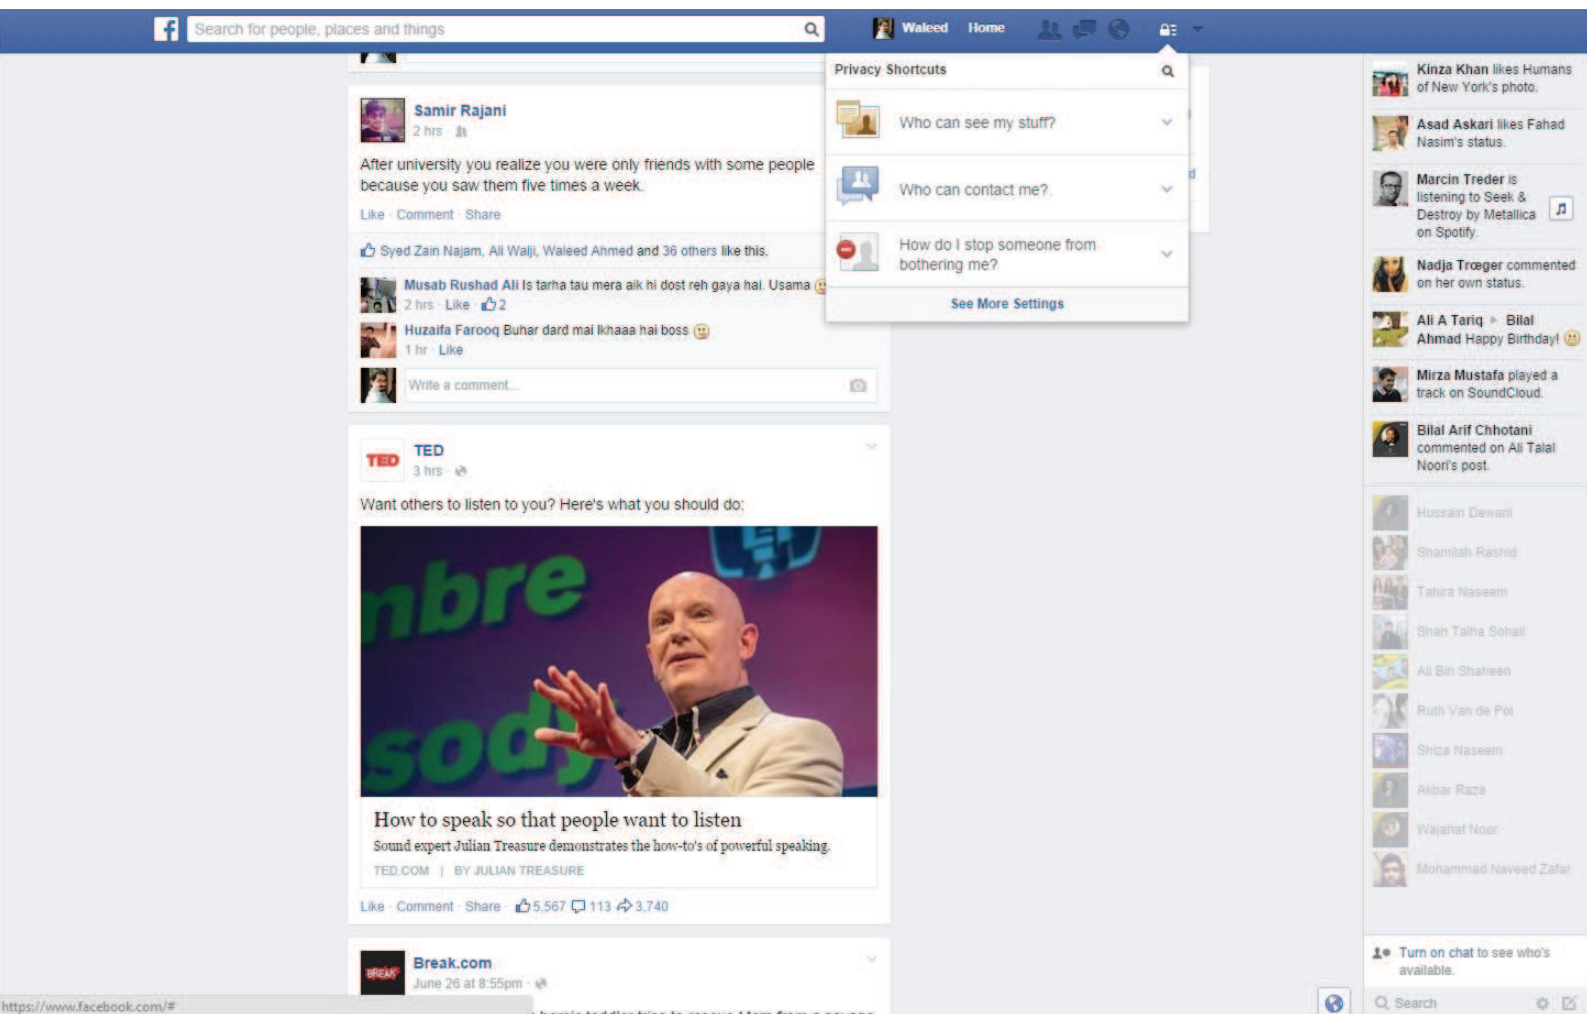 Search for people, places and things
Waleed Home
Privacy Shortcuts
Who can see my stuff?
Who can contact me?
How do I stop someone from
bothering me?
See More Settings
Samir Rajani
2 hrs ·
After university you realize you were only friends with some people
because you saw them five times a week.
Like · Comment · Share
Syed Zain Najam, Ali Walji, Waleed Ahmed and 36 others like this.
Musab Rushad Ali Is tarha tau mera aik hi dost reh gaya hai. Usama
2 hrs · Like · 2
Huzaifa Farooq Buhar dard mai lkhaaa hai boss
1 hr · Like
Write a comment...
TED
TED
3 hrs ·
Want others to listen to you? Here's what you should do:
mbre
sody
How to speak so that people want to listen
Sound expert Julian Treasure demonstrates the how-to's of powerful speaking.
TED.COM | BY JULIAN TREASURE
Like · Comment · Share · 5,567 113 3,740
BREAK
Break.com
June 26 at 8:55pm ·
https://www.facebook.com/#
Kinza Khan likes Humans
of New York's photo.
Asad Askari likes Fahad
Nasim's status.
Marcin Treder is
listening to Seek &
Destroy by Metallica
on Spotify.
Nadja Trœger commented
on her own status.
Ali A Tariq ▸ Bilal
Ahmad Happy Birthday!
Mirza Mustafa played a
track on SoundCloud.
Bilal Arif Chhotani
commented on Ali Talal
Noori's post.
Hussain Dewani
Shamilah Rashid
Tahira Naseem
Shah Talha Sohail
Ali Bin Shaheen
Ruth Van de Pol
Shiza Naseem
Akbar Raza
Wajahat Noor
Mohammad Naveed Zafar
Turn on chat to see who's
available.
Search